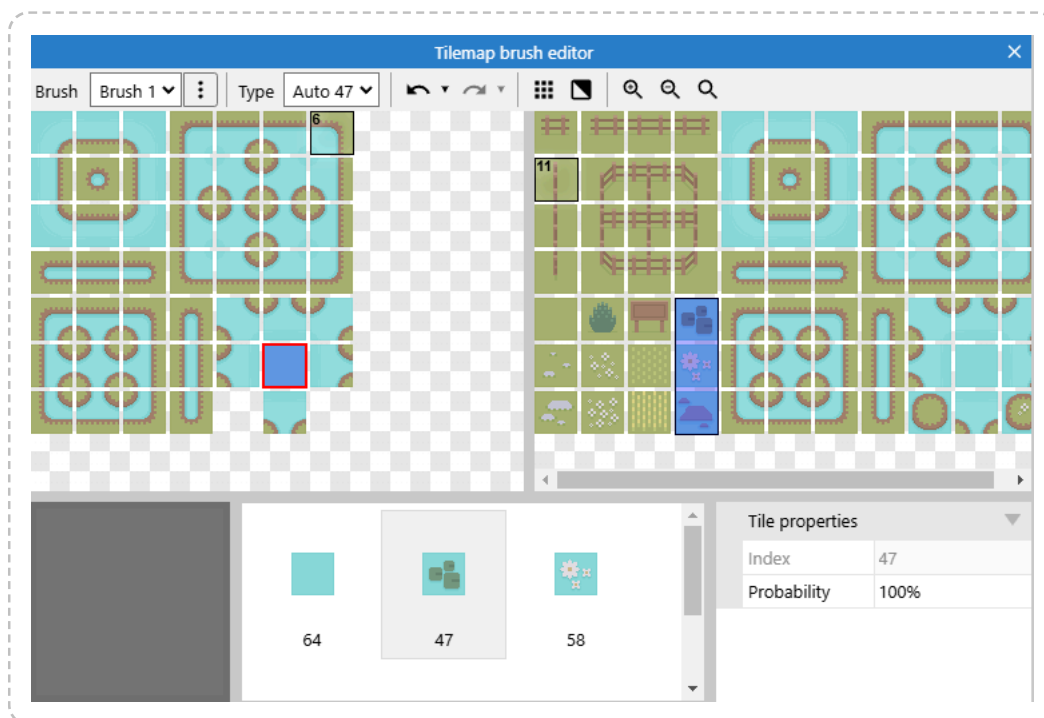 Tilemap brush editor
Brush Brush 1 Type Auto 47
6
11
64
47
58
Tile properties
Index 47
Probability 100%